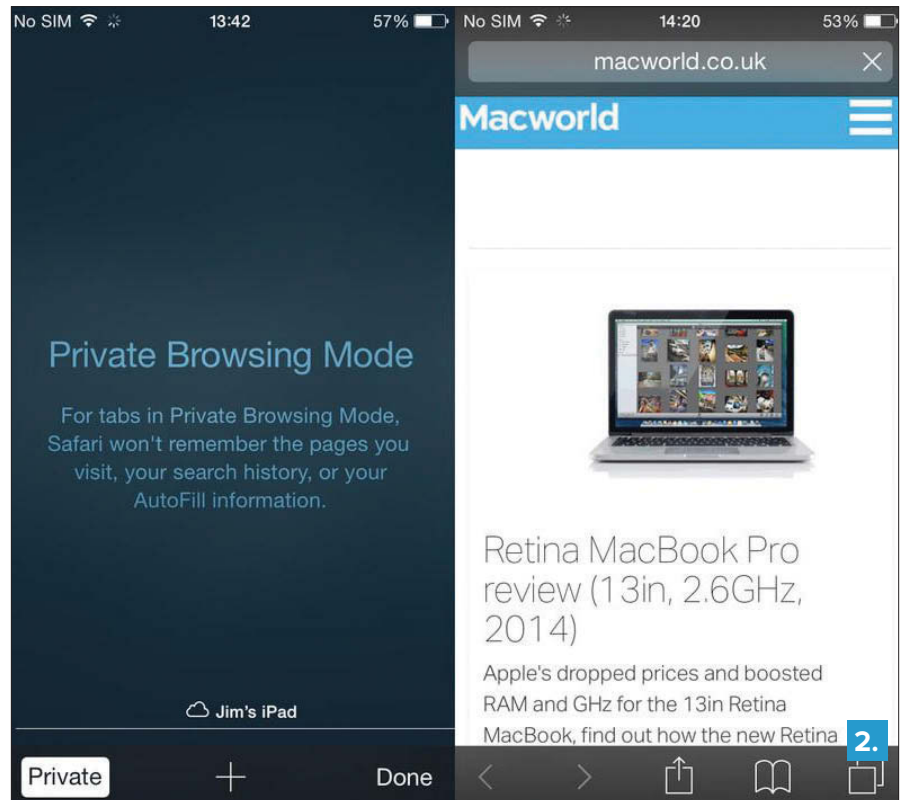 No SIM 13:42 57%
Private Browsing Mode
For tabs in Private Browsing Mode,
Safari won't remember the pages you
visit, your search history, or your
AutoFill information.
Jim's iPad
Private + Done
No SIM 14:20 53%
macworld.co.uk
Macworld
Retina MacBook Pro
review (13in, 2.6GHz,
2014)
Apple's dropped prices and boosted
RAM and GHz for the 13in Retina
MacBook, find out how the new Retina
2.